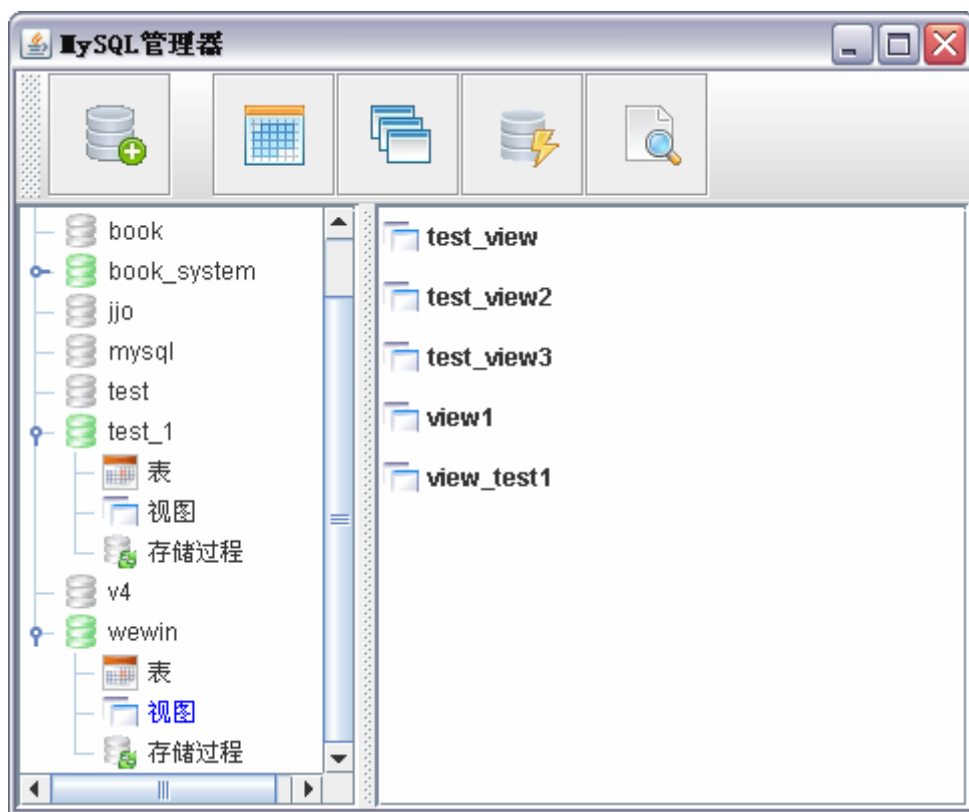 MySQL管理器
book
book_system
jjo
mysql
test
test_1
表
视图
存储过程
v4
wewin
表
视图
存储过程
test_view
test_view2
test_view3
view1
view_test1